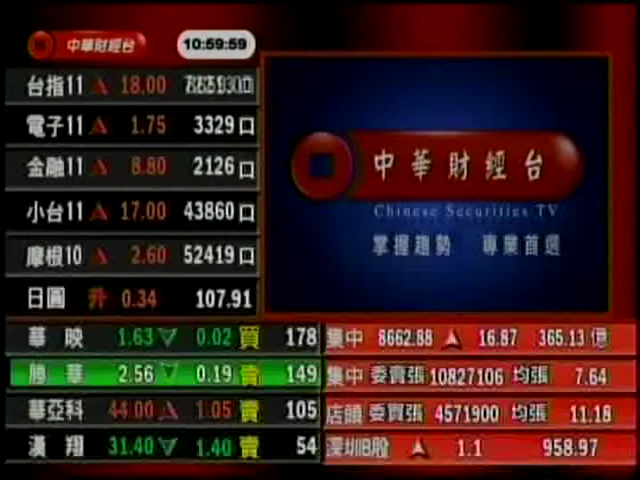 中華財經台 10:59:59
台指11 18.00 口
電子11 1.75 3329口
金融11 8.80 2126口
小台11 17.00 43860口
摩根10 2.60 52419口
日圓 升 0.34 107.91
中華財經台
Chinese Securities TV
掌握趨勢 專業首選
華映 1.63 0.02 買 178
勝華 2.56 0.19 賣 149
華亞科 44.00 1.05 賣 105
漢翔 31.40 1.40 賣 54
集中 8662.88 16.87 365.13 億
集中 委賣張 10827106 均張 7.64
店頭 委買張 4571900 均張 11.18
深圳B股 1.1 958.97